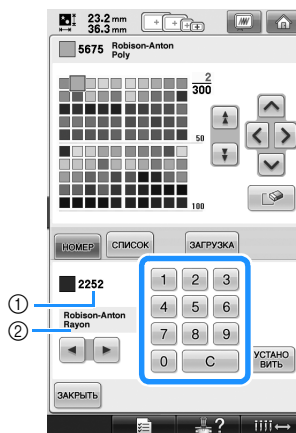 23.2 mm
36.3 mm
5675 Robison-Anton
Poly
2
300
50
100
НОМЕР СПИСОК ЗАГРУЗКА
2252
1 2 3
① 4 5 6
② Robison-Anton
Rayon
7 8 9
0 C
УСТАНО
ВИТЬ
ЗАКРЫТЬ
?